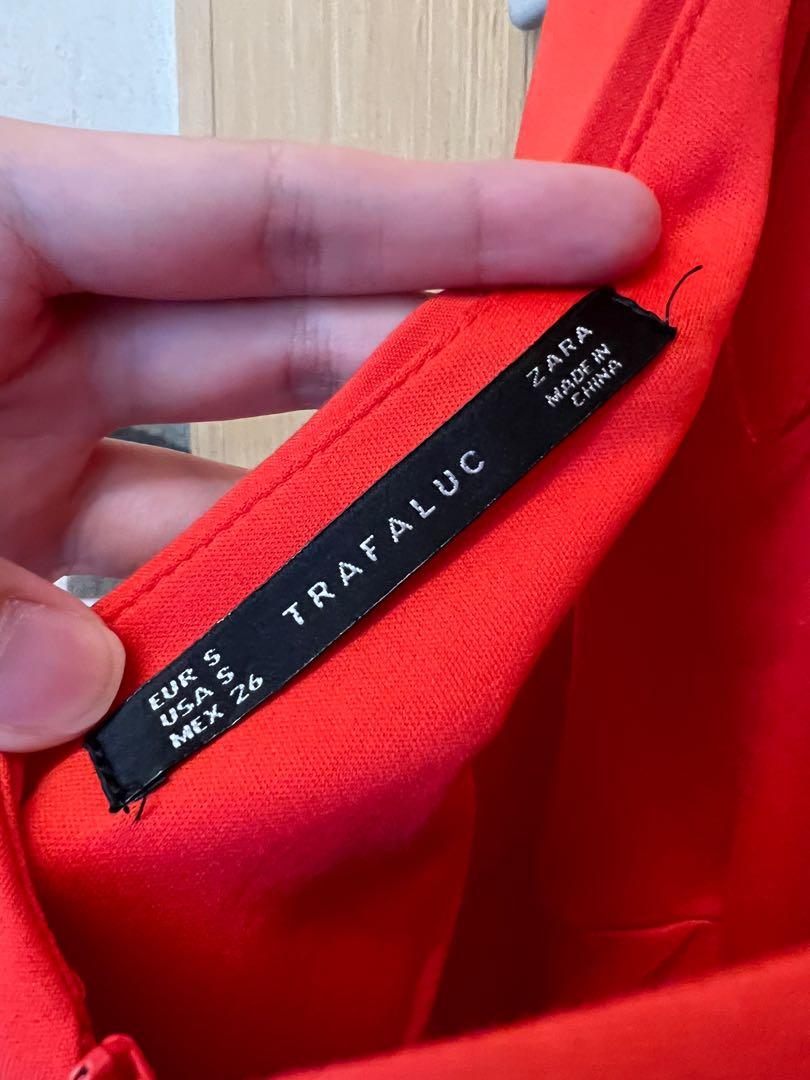 EUR S
USA S
MEX 26
TRAFALUC
ZARA
MADE IN
CHINA